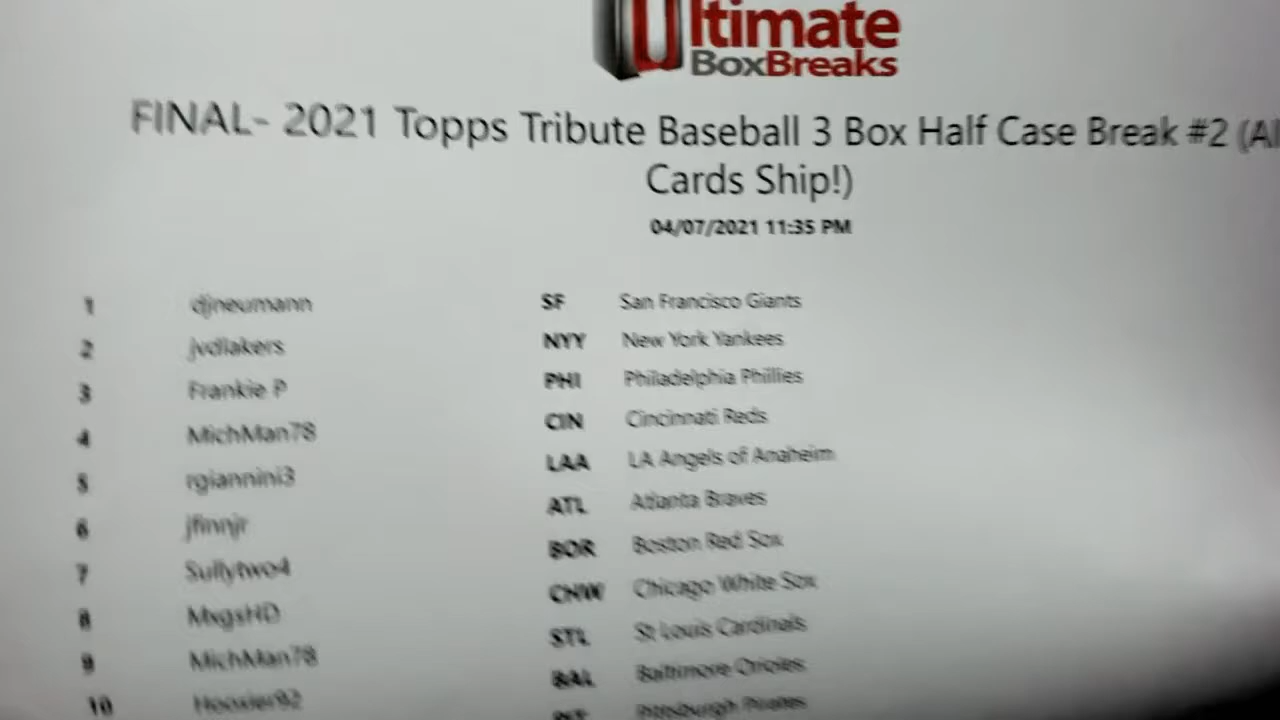 Ultimate
BoxBreaks
FINAL- 2021 Topps Tribute Baseball 3 Box Half Case Break #2 (Al
Cards Ship!)
04/07/2021 11:35 PM
1 djneumann SF San Francisco Giants
2 jvdlakers NYY New York Yankees
3 Frankie P PHI Philadelphia Phillies
4 MichMan78 CIN Cincinnati Reds
5 rgiannini3 LAA LA Angels of Anaheim
6 jfinnjr ATL Atlanta Braves
7 Sullytwo4 BOR Boston Red Sox
8 MxgsHD CHW Chicago White Sox
9 MichMan78 STL St Louis Cardinals
10 Hoosier92 BAL Baltimore Orioles
Pittsburgh Pirates